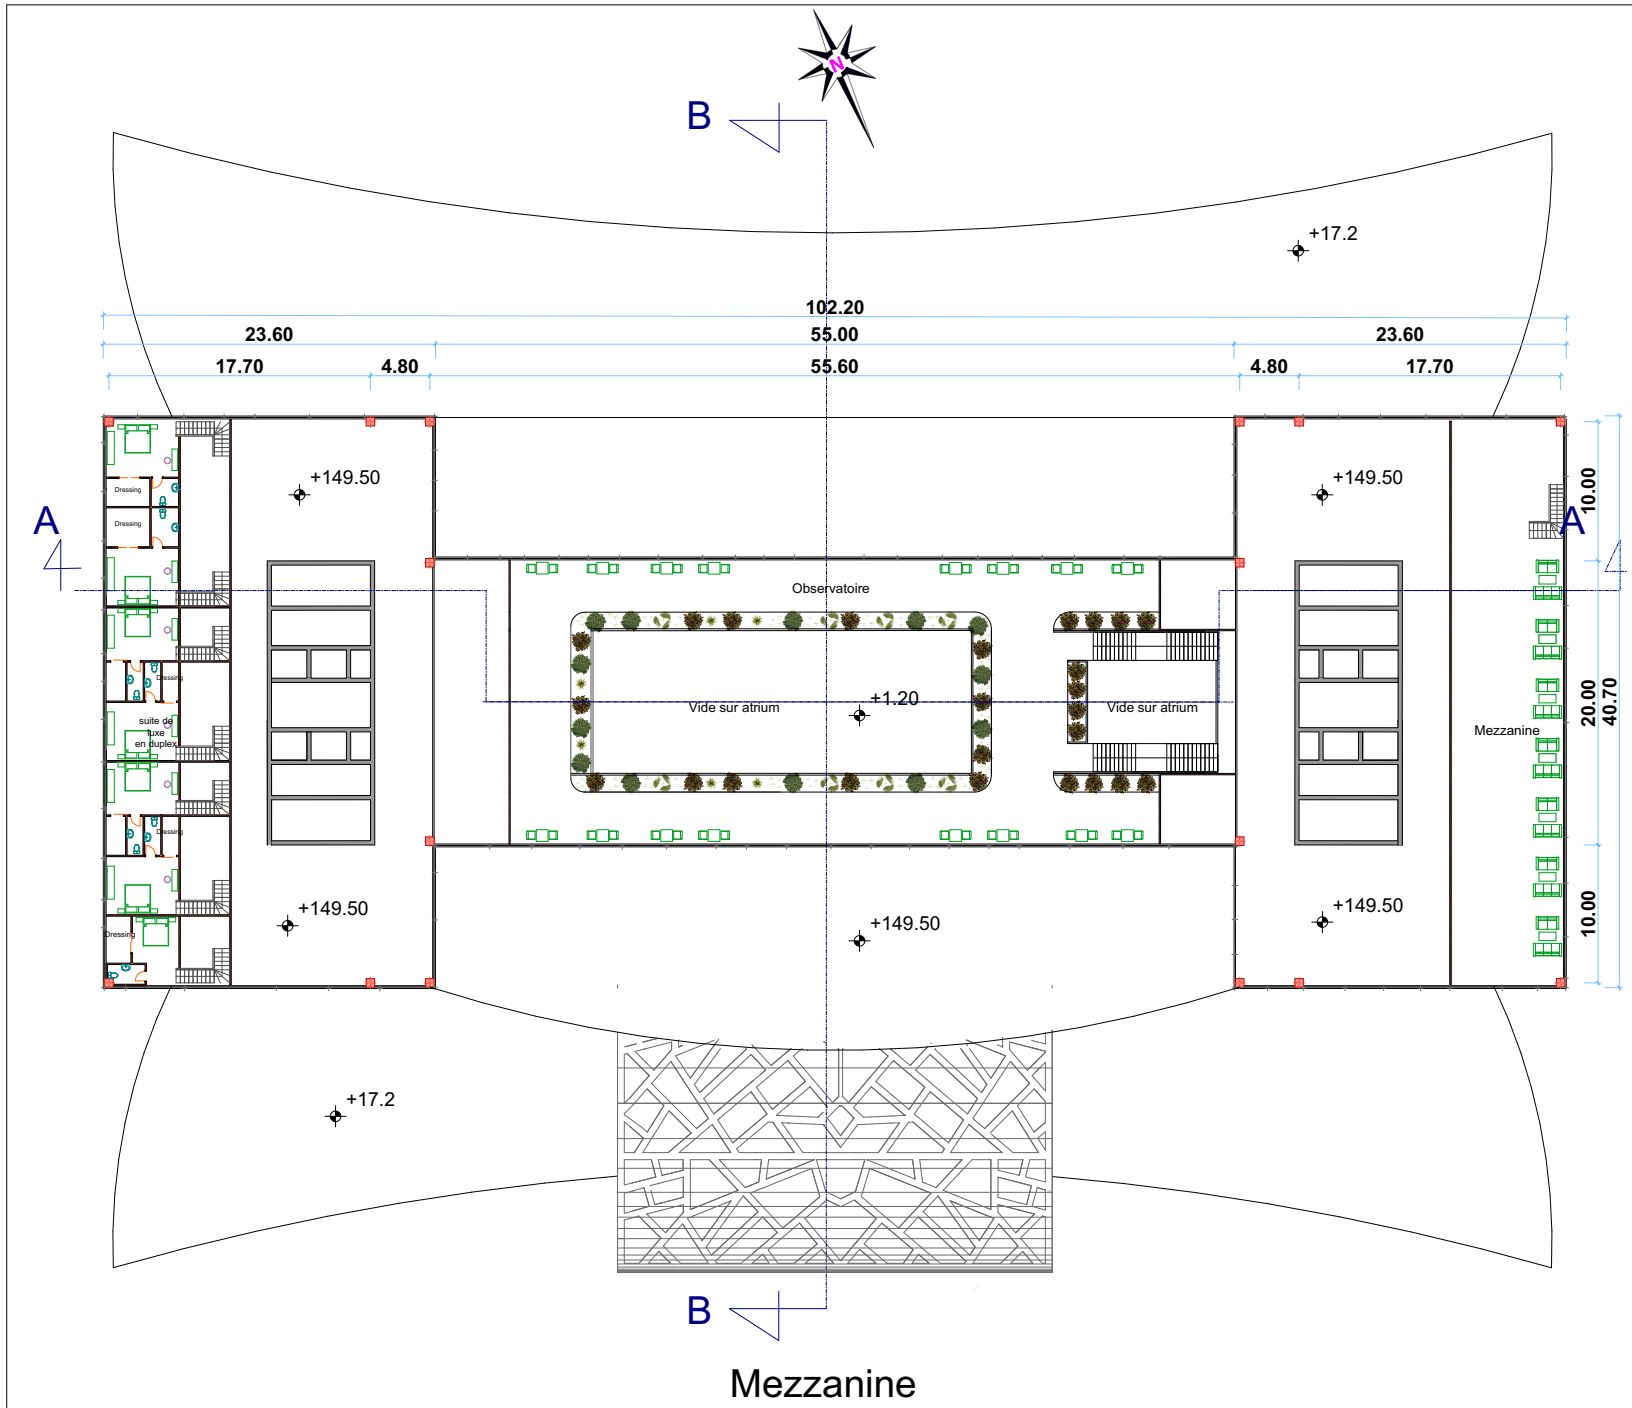 N
B
+17.2
102.20
23.60
55.00
23.60
17.70
4.80
55.60
4.80
17.70
+149.50
+149.50
10.00
Dressing
A
A
Dressing
Observatoire
Dressing
+1.20
Vide sur atrium
Vide sur atrium
20.00
40.70
suite de
luxe
en duplex
Mezzanine
Dressing
+149.50
+149.50
+149.50
10.00
Dressing
+17.2
B
Mezzanine